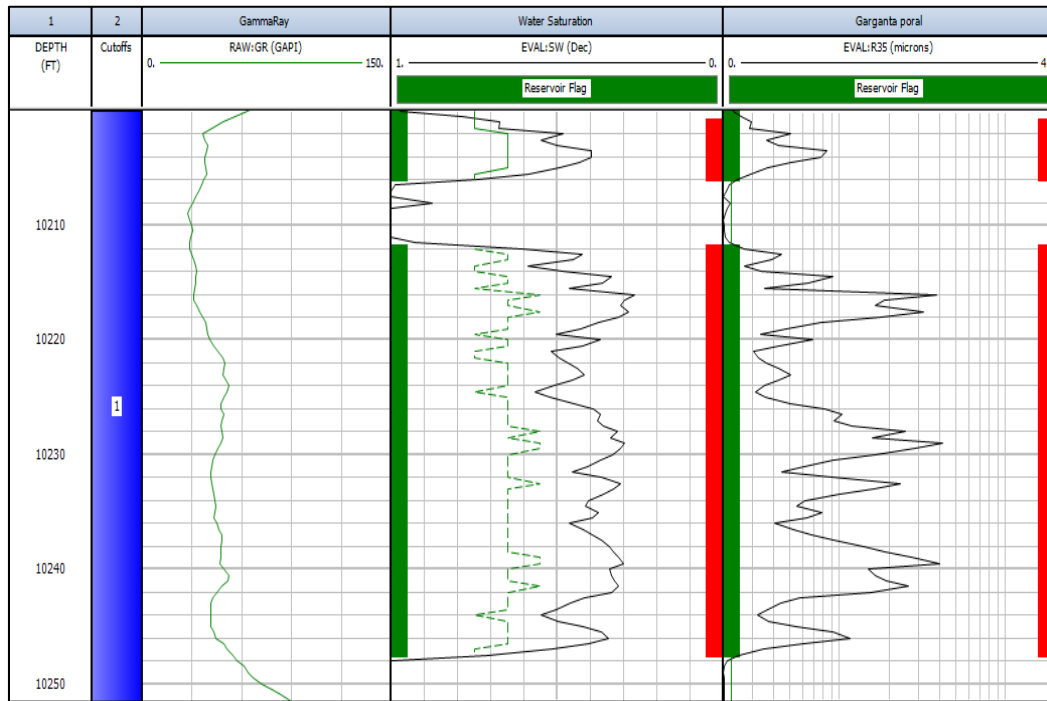 1 2 GammaRay Water Saturation Garganta poral
DEPTH Cutoffs RAW:GR (GAPI) EVAL:SW (Dec) EVAL:R35 (microns)
(FT) 0. 150. 1. 0. 0. 4
Reservoir Flag Reservoir Flag
10210
10220
1
10230
10240
10250